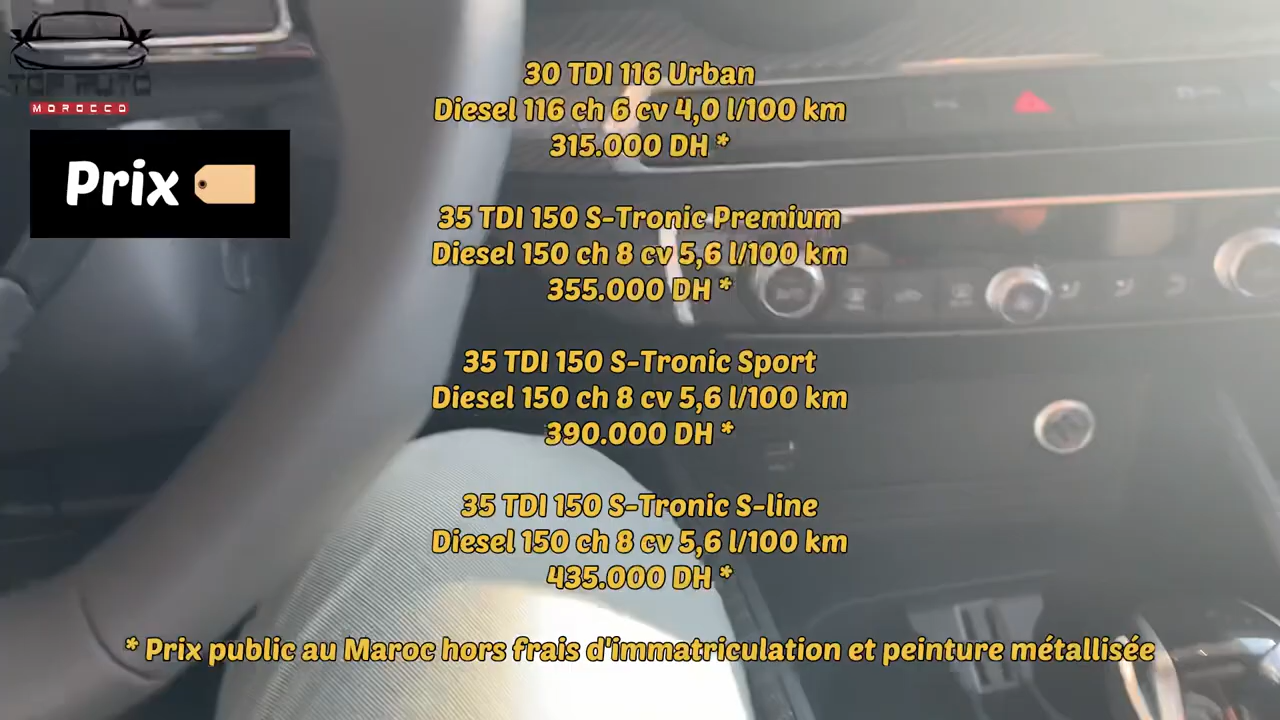 TOP AUTO
MOROCCO
Prix
30 TDI 116 Urban
Diesel 116 ch 6 cv 4,0 l/100 km
315.000 DH *
35 TDI 150 S-Tronic Premium
Diesel 150 ch 8 cv 5,6 l/100 km
355.000 DH *
35 TDI 150 S-Tronic Sport
Diesel 150 ch 8 cv 5,6 l/100 km
390.000 DH *
35 TDI 150 S-Tronic S-line
Diesel 150 ch 8 cv 5,6 l/100 km
435.000 DH *
* Prix public au Maroc hors frais d'immatriculation et peinture métallisée